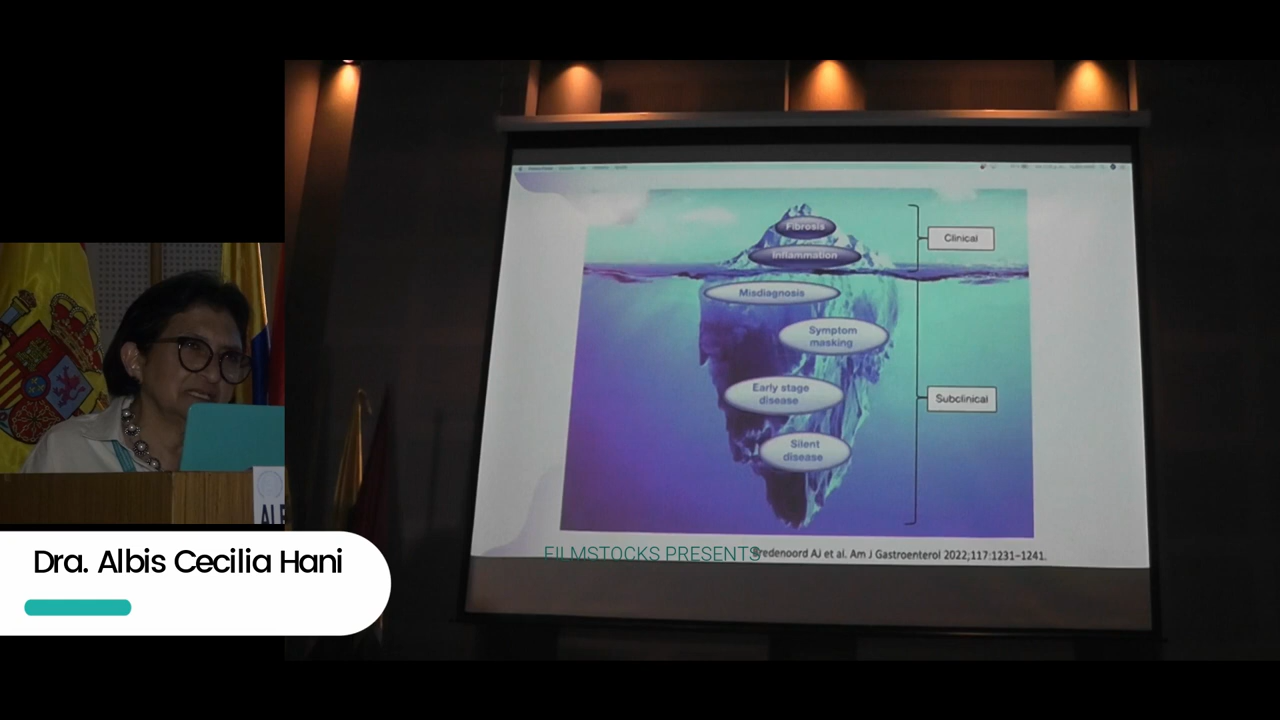 Fibrosis
Inflammation
Clinical
Misdiagnosis
Symptom
masking
Early stage
disease
Subclinical
Silent
disease
FILMSTOCKS PRESENTS
Bredenoord AJ et al. Am J Gastroenterol 2022;117:1231–1241.
Dra. Albis Cecilia Hani